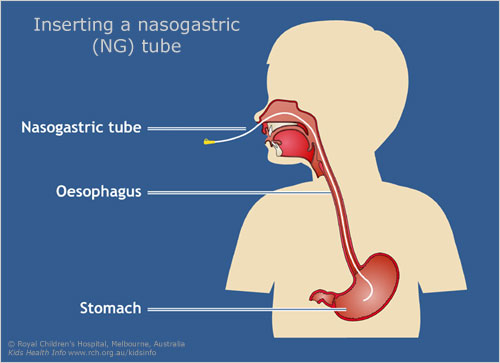 Inserting a nasogastric
(NG) tube
Nasogastric tube
Oesophagus
Stomach
© Royal Children's Hospital, Melbourne, Australia
Kids Health Info www.rch.org.au/kidsinfo